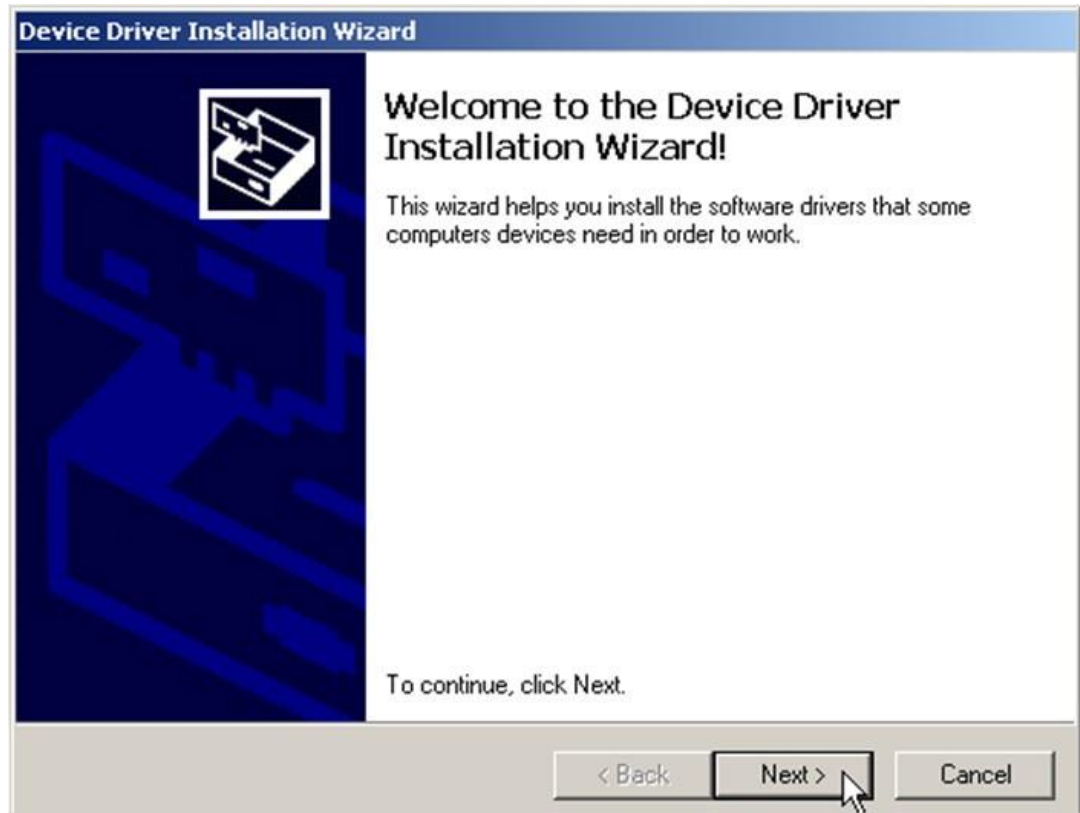 Device Driver Installation Wizard
Welcome to the Device Driver
Installation Wizard!
This wizard helps you install the software drivers that some
computers devices need in order to work.
To continue, click Next.
< Back
Next >
Cancel